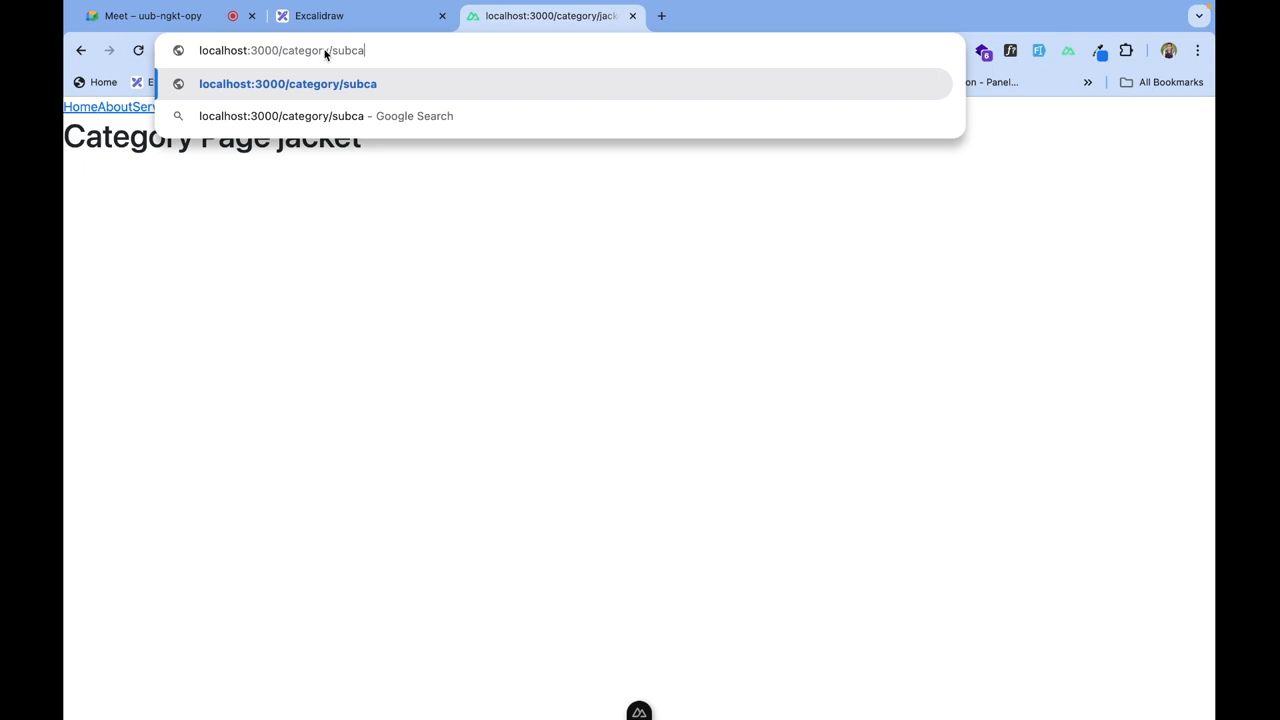 Meet – uub-ngkt-opy
Excalidraw
localhost:3000/category/jack
localhost:3000/category/subca
Home
E
on - Panel...
All Bookmarks
6
localhost:3000/category/subca
localhost:3000/category/subca - Google Search
HomeAboutServ
Category Page jacket